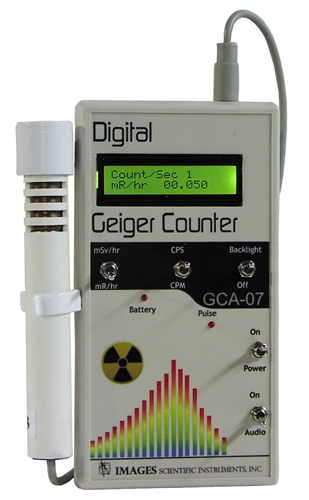 Digital
Count/Sec 1
mR/hr 00.050
Geiger Counter
mSv/hr CPS Backlight
mR/hr CPM Off
GCA-07
Battery Pulse
On
Power
On
Audio
IMAGES SCIENTIFIC INSTRUMENTS, INC.